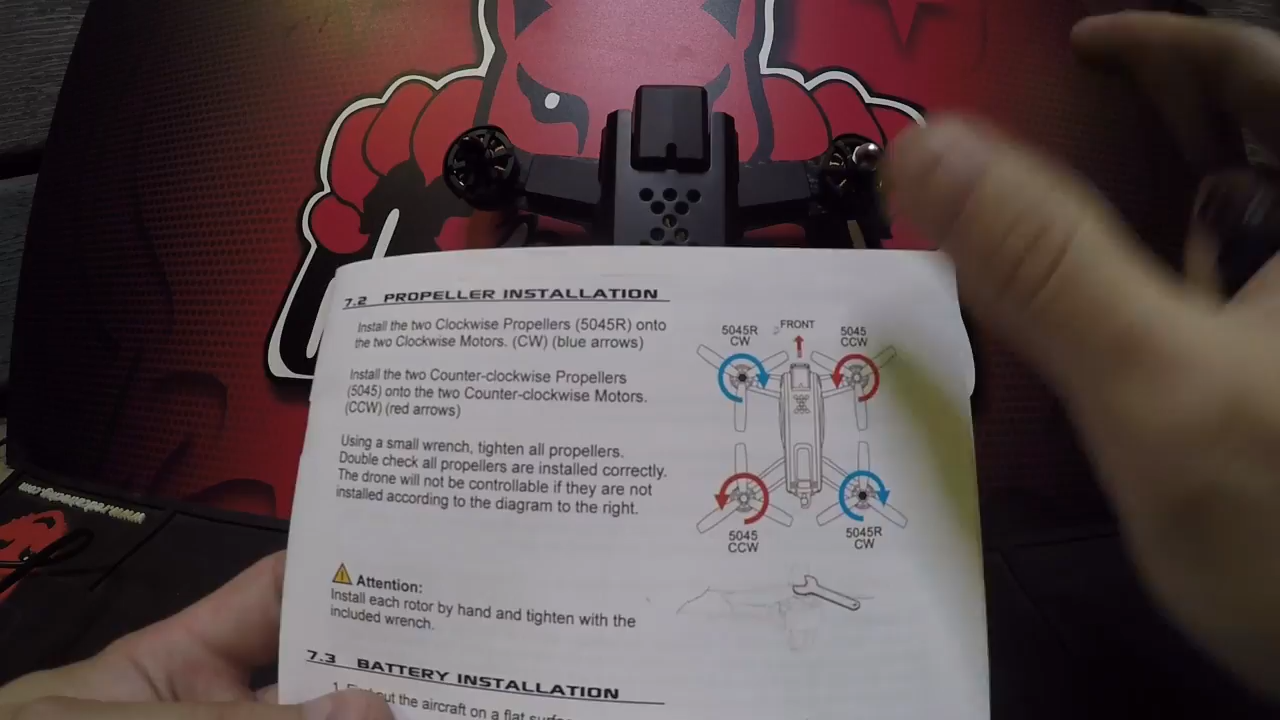 7.2 PROPELLER INSTALLATION
Install the two Clockwise Propellers (5045R) onto
the two Clockwise Motors. (CW) (blue arrows)
Install the two Counter-clockwise Propellers
(5045) onto the two Counter-clockwise Motors.
(CCW) (red arrows)
Using a small wrench, tighten all propellers.
Double check all propellers are installed correctly.
The drone will not be controllable if they are not
installed according to the diagram to the right.
5045R
CW
FRONT
5045
CCW
5045
CCW
5045R
CW
Attention:
Install each rotor by hand and tighten with the
included wrench.
7.3 BATTERY INSTALLATION
1. put the aircraft on a flat